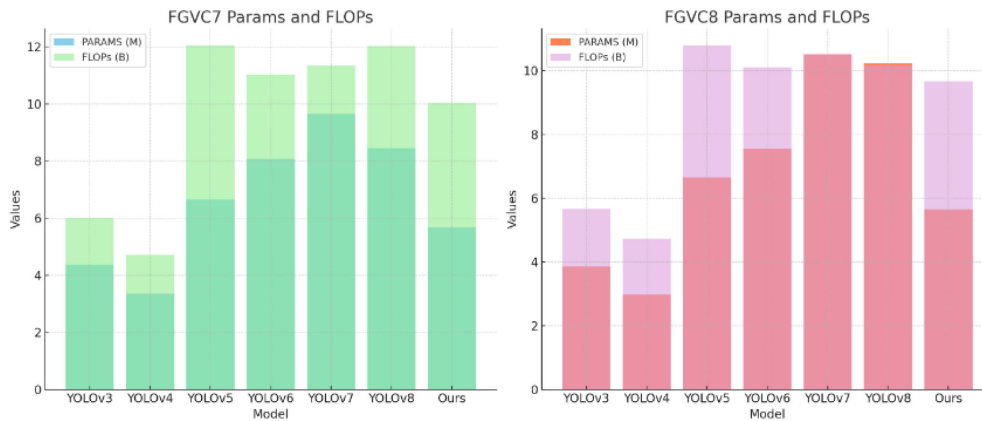 FGVC7 Params and FLOPs
PARAMS (M)
FLOPs (B)
12
10
8
6
4
2
0
Values
YOLOv3 YOLOv4 YOLOv5 YOLOv6 YOLOv7 YOLOv8 Ours
Model
FGVC8 Params and FLOPs
PARAMS (M)
FLOPs (B)
10
8
6
4
2
0
Values
YOLOv3 YOLOv4 YOLOv5 YOLOv6 YOLOv7 YOLOv8 Ours
Model